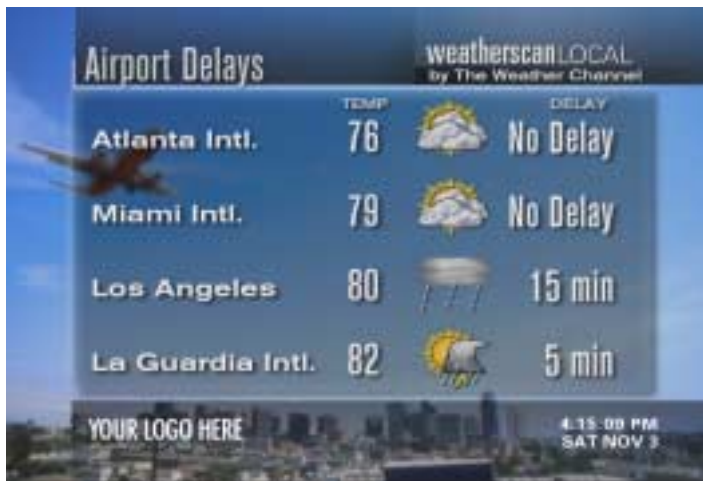 Airport Delays
weatherscan LOCAL
by The Weather Channel
TEMP DELAY
Atlanta Intl. 76 No Delay
Miami Intl. 79 No Delay
Los Angeles 80 15 min
La Guardia Intl. 82 5 min
YOUR LOGO HERE
4:15:09 PM
SAT NOV 3